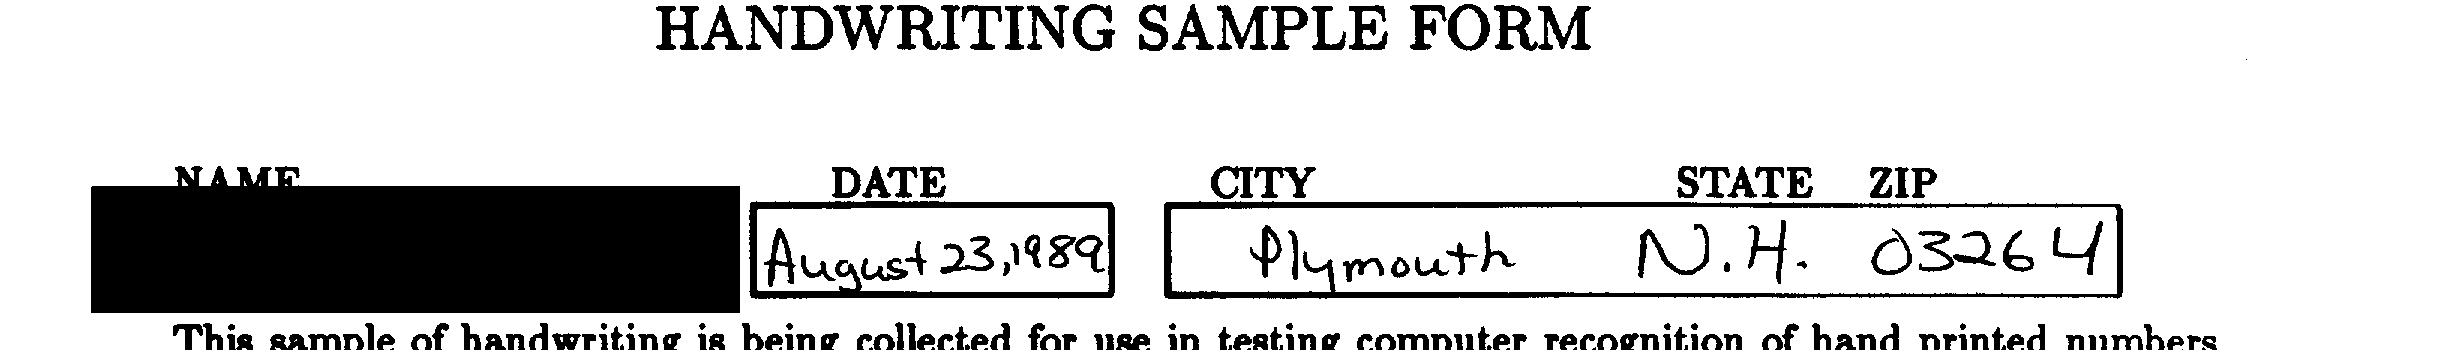 HANDWRITING SAMPLE FORM
NAME DATE CITY STATE ZIP
August 23, 1989 Plymouth N.H. 03264
This sample of handwriting is being collected for use in testing computer recognition of hand printed numbers